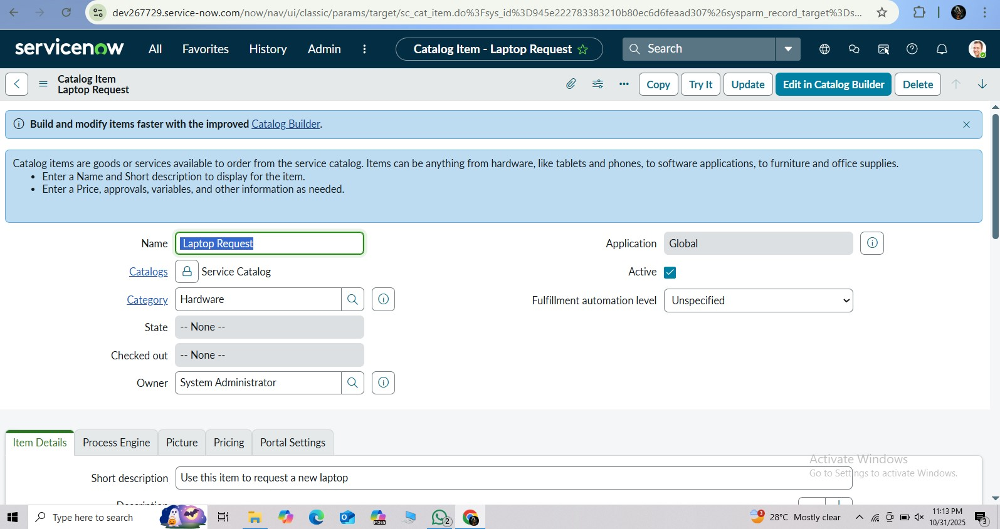 dev267729.service-now.com/now/nav/ui/classic/params/target/sc_cat_item.do%3Fsys_id%3D945e222783383210b80ec6d6feaad307%26sysparm_record_target%3Ds...
servicenow All Favorites History Admin Catalog Item - Laptop Request Search
Catalog Item
Laptop Request
Copy Try It Update Edit in Catalog Builder Delete
Build and modify items faster with the improved Catalog Builder.
Catalog items are goods or services available to order from the service catalog. Items can be anything from hardware, like tablets and phones, to software applications, to furniture and office supplies.
• Enter a Name and Short description to display for the item.
• Enter a Price, approvals, variables, and other information as needed.
Name Laptop Request Application Global
Catalogs Service Catalog Active
Category Hardware Fulfillment automation level Unspecified
State -- None --
Checked out -- None --
Owner System Administrator
Item Details Process Engine Picture Pricing Portal Settings
Activate Windows
Go to Settings to activate Windows.
Short description Use this item to request a new laptop
Description
Type here to search M365 2 3 28°C Mostly clear 11:13 PM
10/31/2025 3